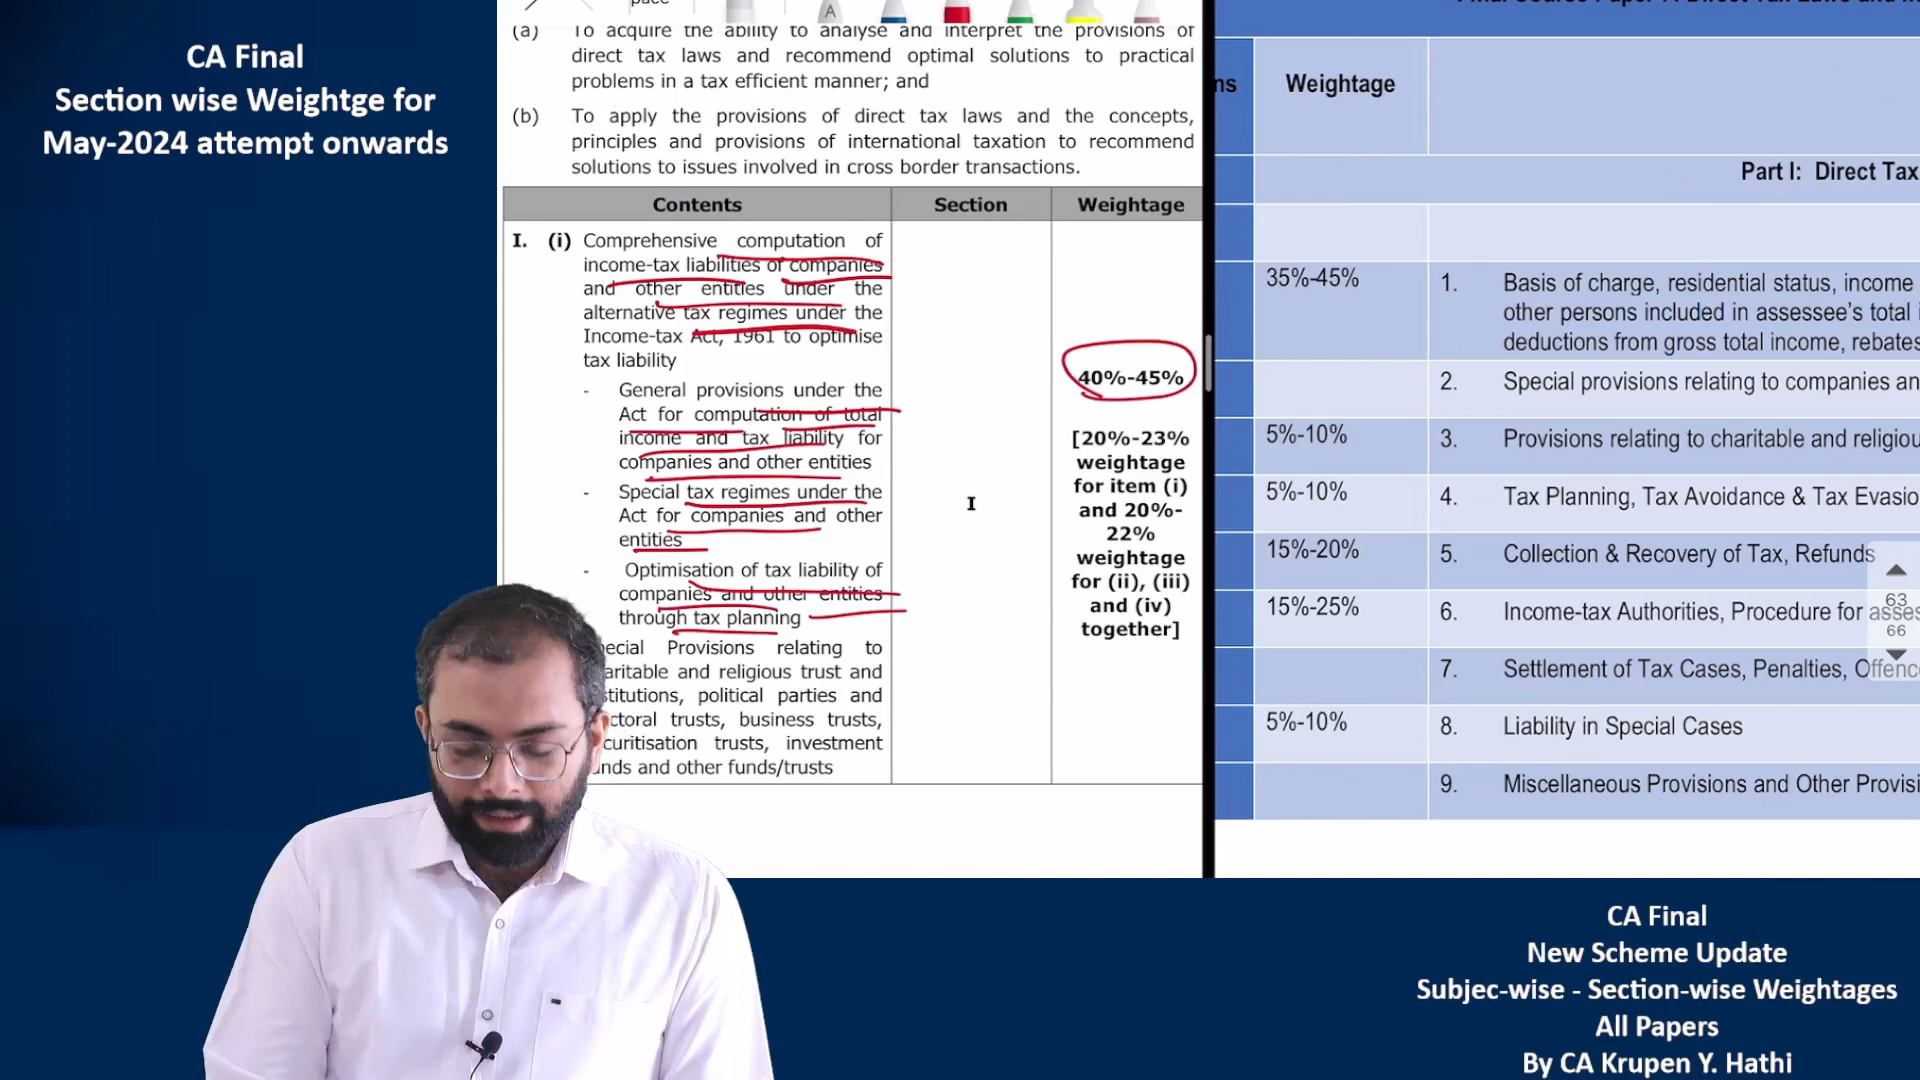 CA Final
Section wise Weightge for
May-2024 attempt onwards
A
(a) To acquire the ability to analyse and interpret the provisions of
direct tax laws and recommend optimal solutions to practical
problems in a tax efficient manner; and
(b) To apply the provisions of direct tax laws and the concepts,
principles and provisions of international taxation to recommend
solutions to issues involved in cross border transactions.
Contents Section Weightage
I. (i) Comprehensive computation of
income-tax liabilities of companies
and other entities under the
alternative tax regimes under the
Income-tax Act, 1961 to optimise
tax liability
- General provisions under the
Act for computation of total
income and tax liability for
companies and other entities
- Special tax regimes under the
Act for companies and other
entities
- Optimisation of tax liability of
companies and other entities
through tax planning
Provisions relating to
and religious trust and
political parties and
trusts, business trusts,
trusts, investment
and other funds/trusts
I
40%-45%
[20%-23%
weightage
for item (i)
and 20%-
22%
weightage
for (ii), (iii)
and (iv)
together]
ns Weightage
Part I: Direct Tax
35%-45% 1. Basis of charge, residential status, income
other persons included in assessee's total i
deductions from gross total income, rebates
2. Special provisions relating to companies an
5%-10% 3. Provisions relating to charitable and religiou
5%-10% 4. Tax Planning, Tax Avoidance & Tax Evasio
15%-20% 5. Collection & Recovery of Tax, Refunds
15%-25% 6. Income-tax Authorities, Procedure for asses
7. Settlement of Tax Cases, Penalties, Offenc
5%-10% 8. Liability in Special Cases
9. Miscellaneous Provisions and Other Provisi
63
66
CA Final
New Scheme Update
Subjec-wise - Section-wise Weightages
All Papers
By CA Krupen Y. Hathi